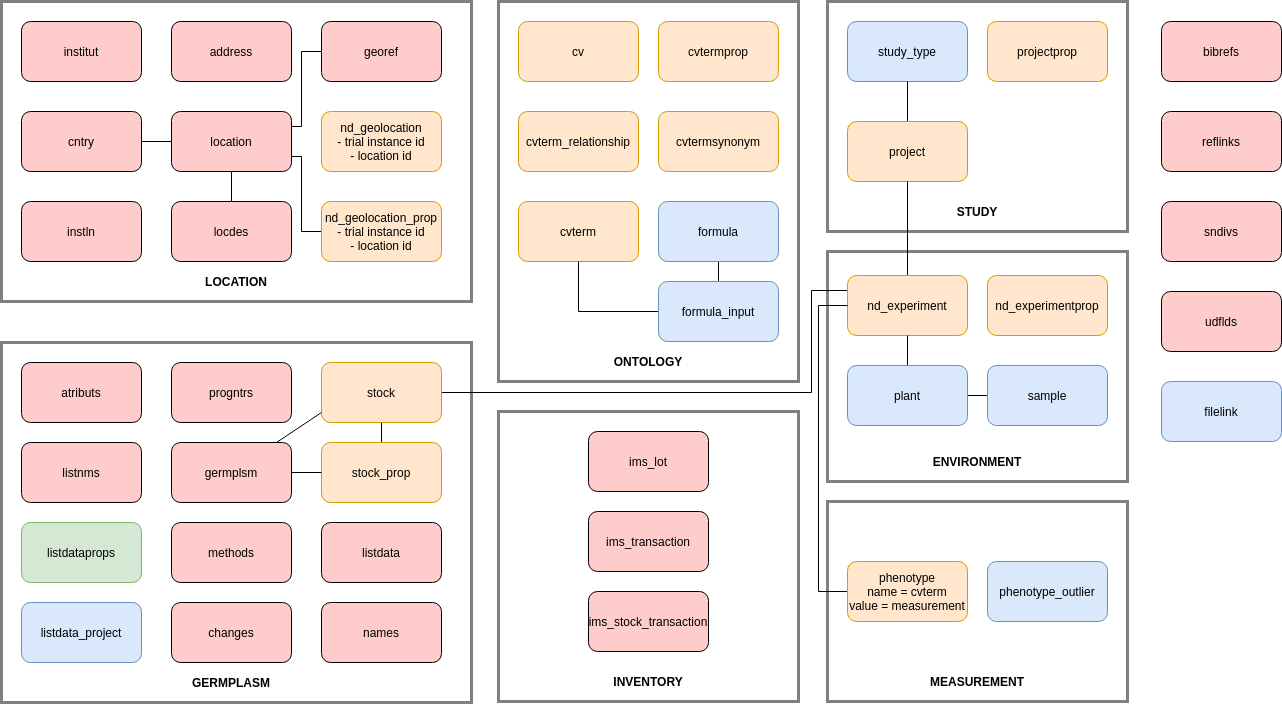 institut
address
georef
cntry
location
nd_geolocation
- trial instance id
- location id
instln
locdes
nd_geolocation_prop
- trial instance id
- location id
LOCATION
cv
cvtermprop
cvterm_relationship
cvtermsynonym
cvterm
formula
formula_input
ONTOLOGY
study_type
projectprop
project
STUDY
nd_experiment
nd_experimentprop
plant
sample
ENVIRONMENT
bibrefs
reflinks
sndivs
udflds
filelink
atributs
progntrs
stock
listnms
germplsm
stock_prop
listdataprops
methods
listdata
listdata_project
changes
names
GERMPLASM
ims_lot
ims_transaction
ims_stock_transaction
INVENTORY
phenotype
name = cvterm
value = measurement
phenotype_outlier
MEASUREMENT